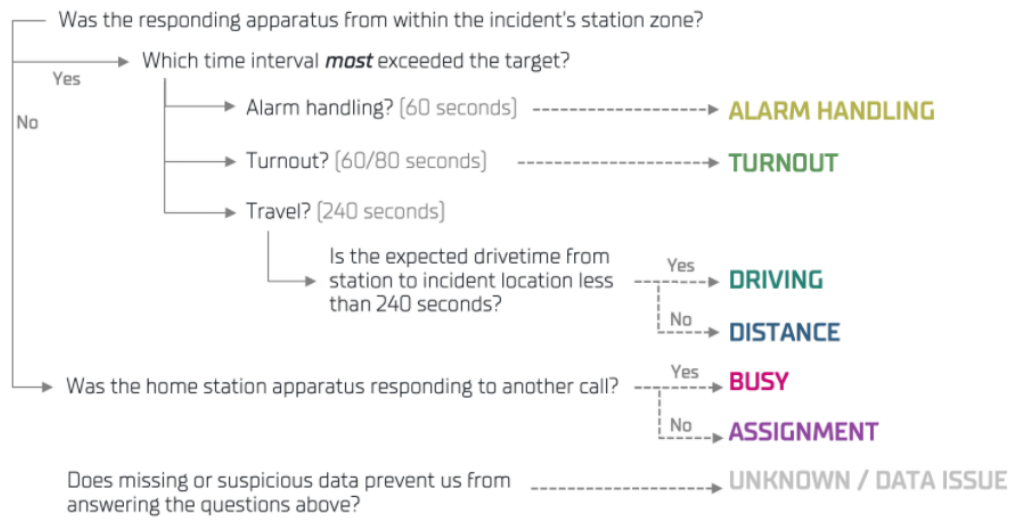 Was the responding apparatus from within the incident's station zone?
Which time interval most exceeded the target?
Yes
No
Alarm handling? (60 seconds)
ALARM HANDLING
Turnout? (60/80 seconds)
TURNOUT
Travel? (240 seconds)
Is the expected drivetime from
station to incident location less
than 240 seconds?
Yes
DRIVING
No
DISTANCE
Was the home station apparatus responding to another call?
Yes
BUSY
No
ASSIGNMENT
Does missing or suspicious data prevent us from
answering the questions above?
UNKNOWN / DATA ISSUE